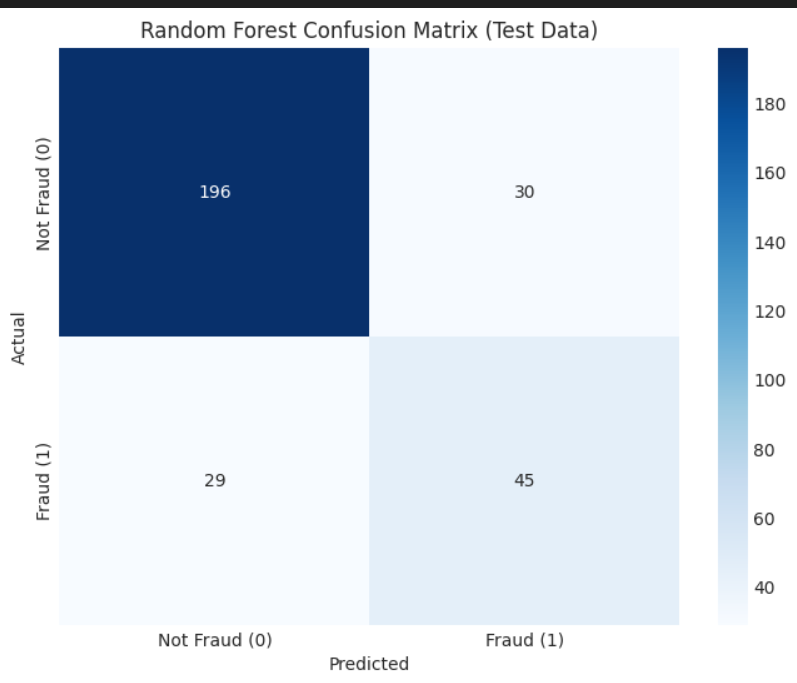 Random Forest Confusion Matrix (Test Data)
Not Fraud (0)
196
30
180
160
140
120
Actual
100
80
Fraud (1)
29
45
60
40
Not Fraud (0)
Fraud (1)
Predicted